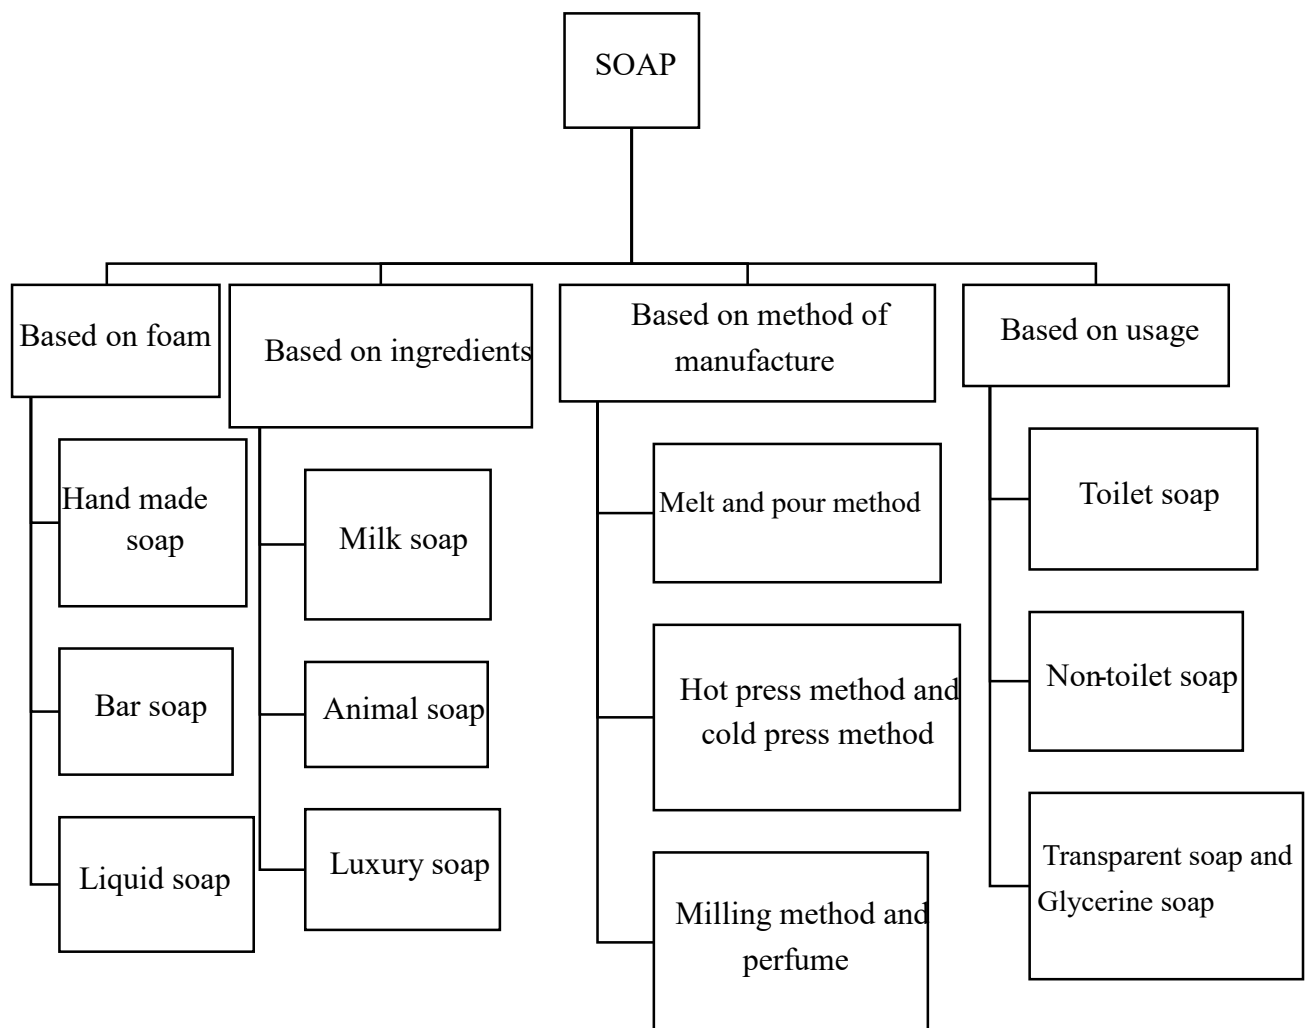 SOAP
Based on foam
Hand made
soap
Bar soap
Liquid soap
Based on ingredients
Milk soap
Animal soap
Luxury soap
Based on method of
manufacture
Melt and pour method
Hot press method and
cold press method
Milling method and
perfume
Based on usage
Toilet soap
Non-toilet soap
Transparent soap and
Glycerine soap